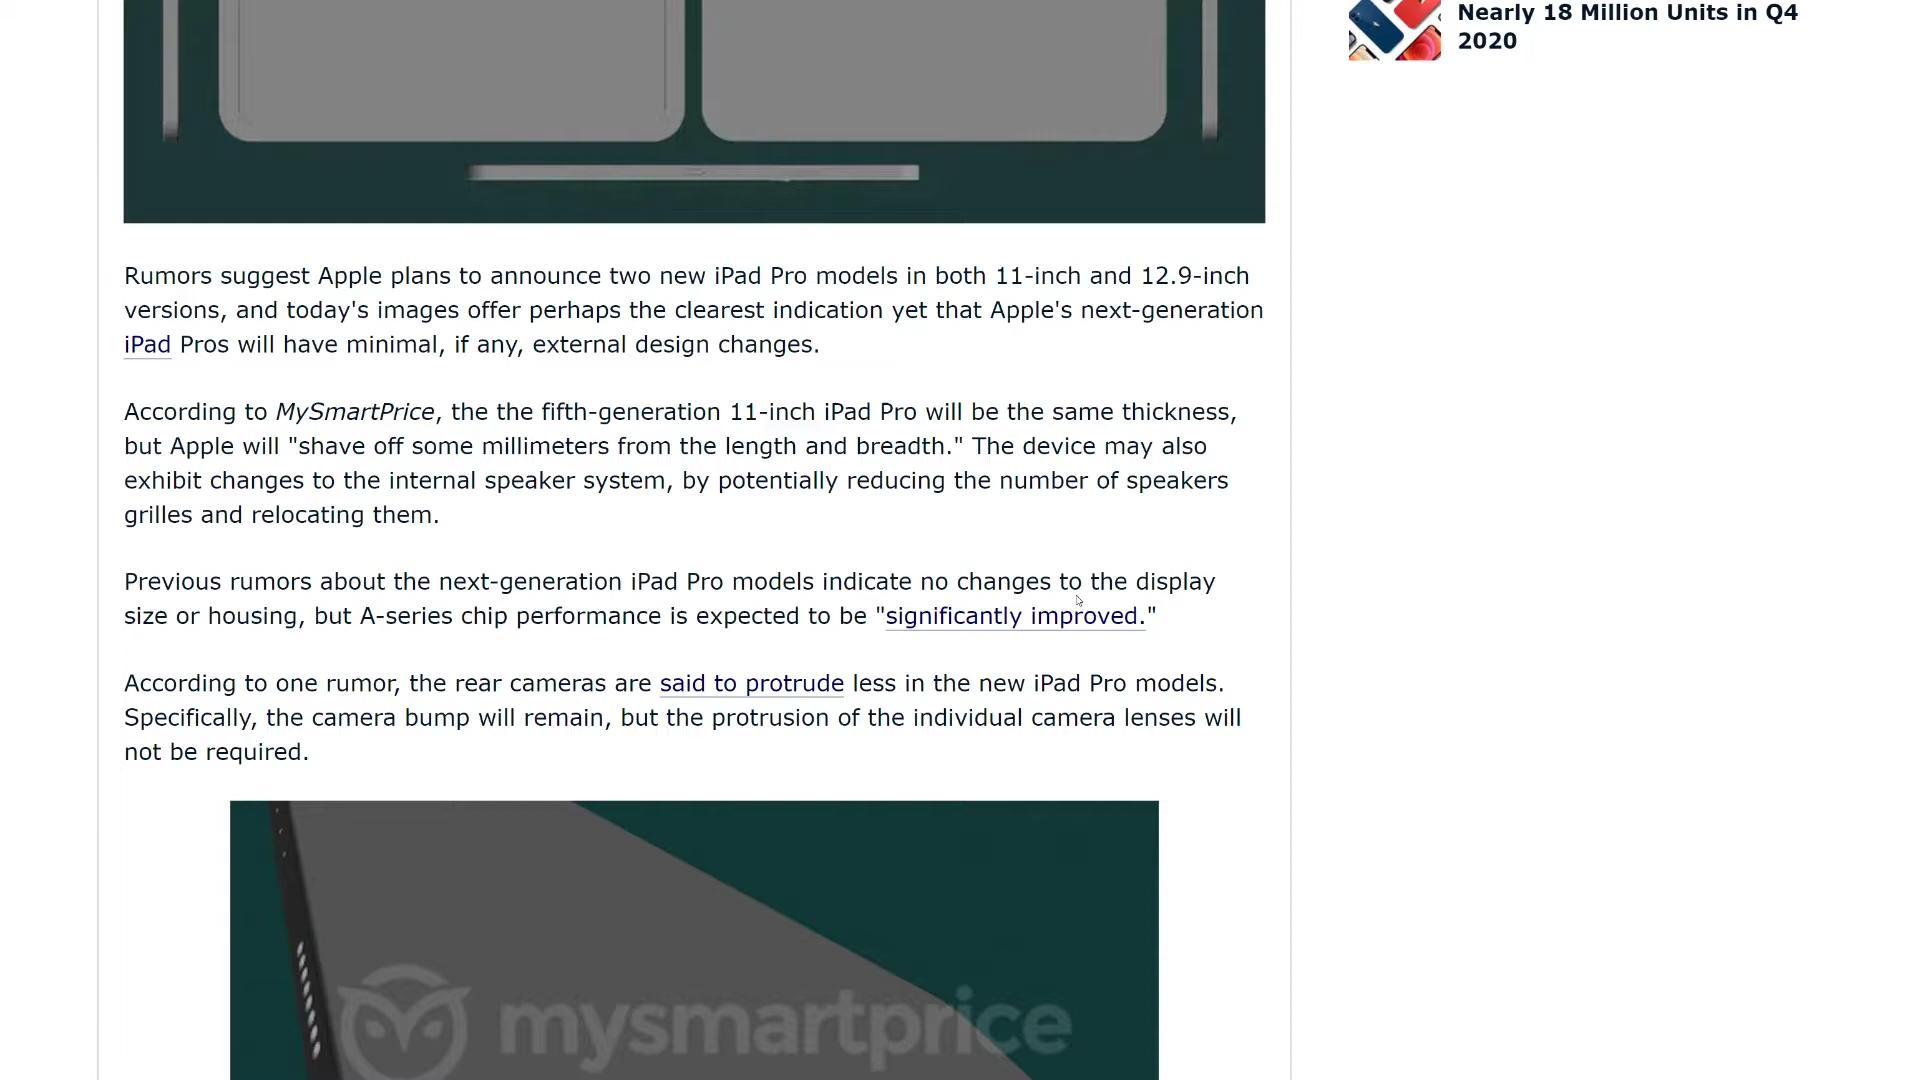 Nearly 18 Million Units in Q4
2020
Rumors suggest Apple plans to announce two new iPad Pro models in both 11-inch and 12.9-inch
versions, and today's images offer perhaps the clearest indication yet that Apple's next-generation
iPad Pros will have minimal, if any, external design changes.
According to MySmartPrice, the the fifth-generation 11-inch iPad Pro will be the same thickness,
but Apple will "shave off some millimeters from the length and breadth." The device may also
exhibit changes to the internal speaker system, by potentially reducing the number of speakers
grilles and relocating them.
Previous rumors about the next-generation iPad Pro models indicate no changes to the display
size or housing, but A-series chip performance is expected to be "significantly improved."
According to one rumor, the rear cameras are said to protrude less in the new iPad Pro models.
Specifically, the camera bump will remain, but the protrusion of the individual camera lenses will
not be required.
mysmartprice